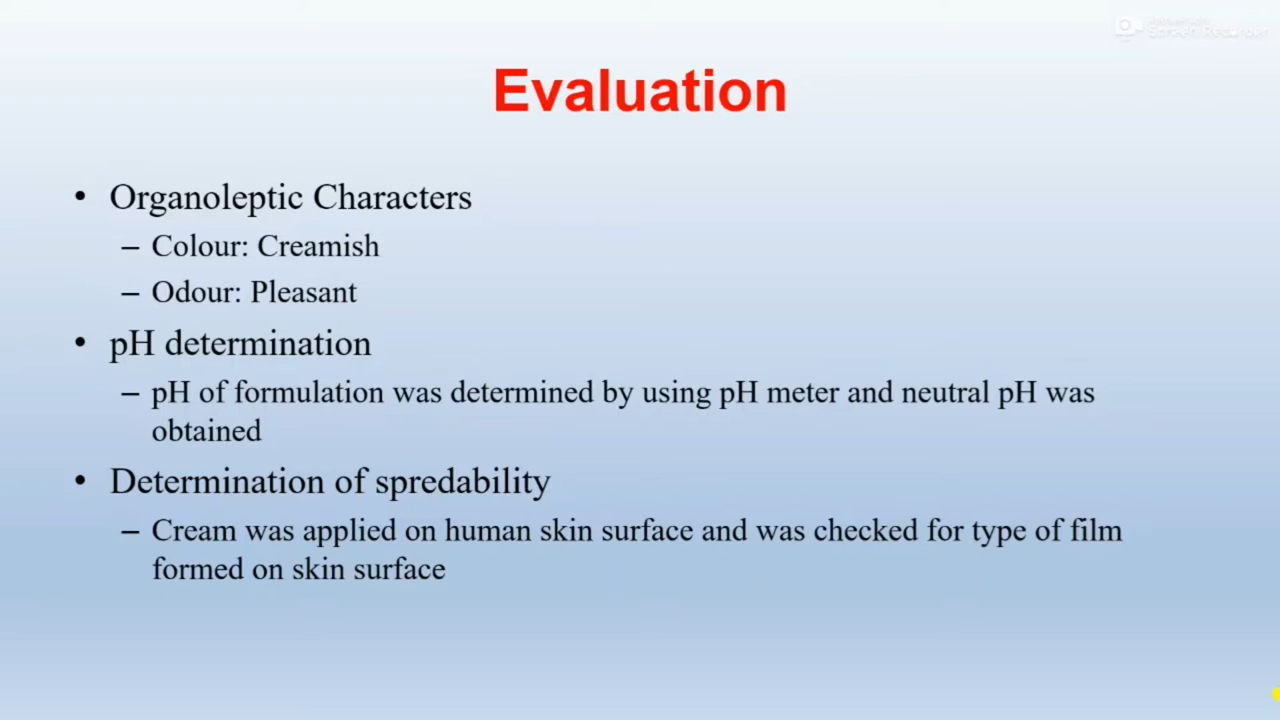 Screen Recorder
Evaluation
• Organoleptic Characters
– Colour: Creamish
– Odour: Pleasant
• pH determination
– pH of formulation was determined by using pH meter and neutral pH was
obtained
• Determination of spredability
– Cream was applied on human skin surface and was checked for type of film
formed on skin surface